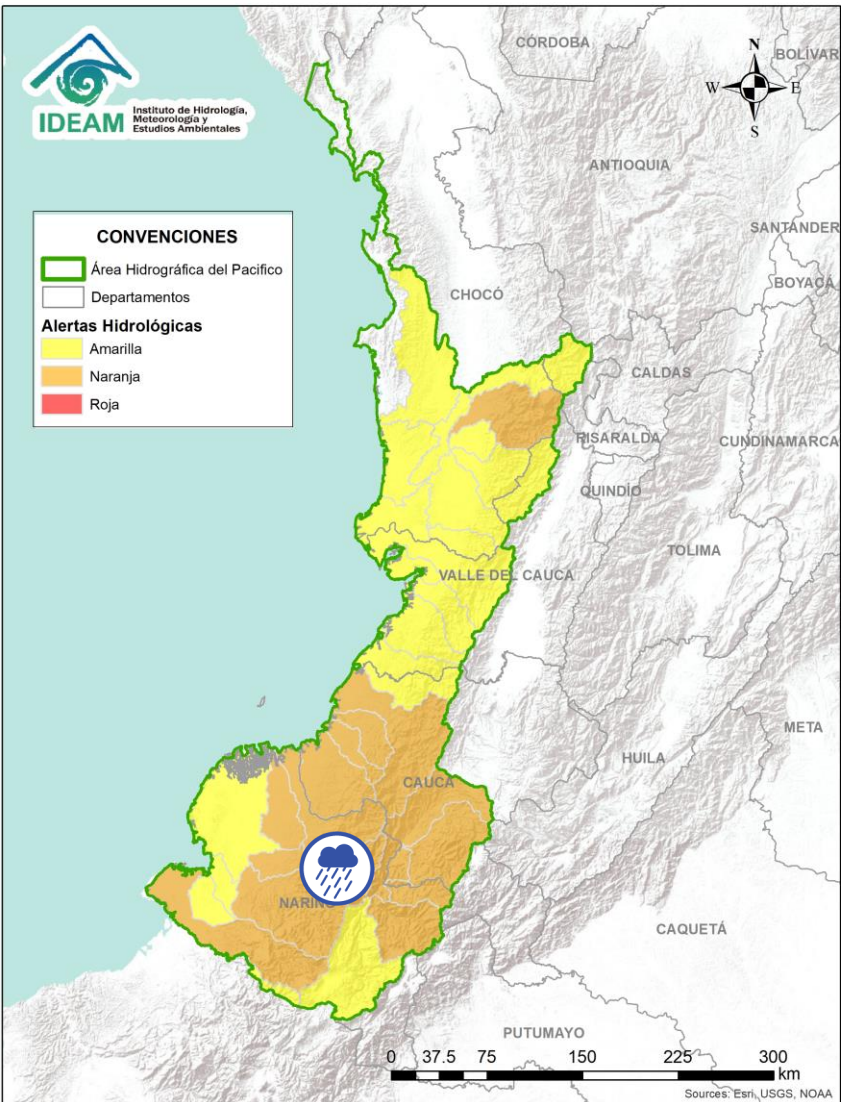 IDEAM
Instituto de Hidrología,
Meteorología y
Estudios Ambientales
N
W
E
S
CONVENCIONES
Área Hidrográfica del Pacifico
Departamentos
Alertas Hidrológicas
Amarilla
Naranja
Roja
CÓRDOBA
BOLÍVAR
ANTIOQUIA
SANTANDER
BOYACÁ
CHOCÓ
CALDAS
RISARALDA
CUNDINAMARCA
QUINDÍO
TOLIMA
VALLE DEL CAUCA
META
HUILA
CAUCA
NARIÑO
CAQUETÁ
PUTUMAYO
0 37.5 75 150 225 300
km
Sources: Esri, USGS, NOAA